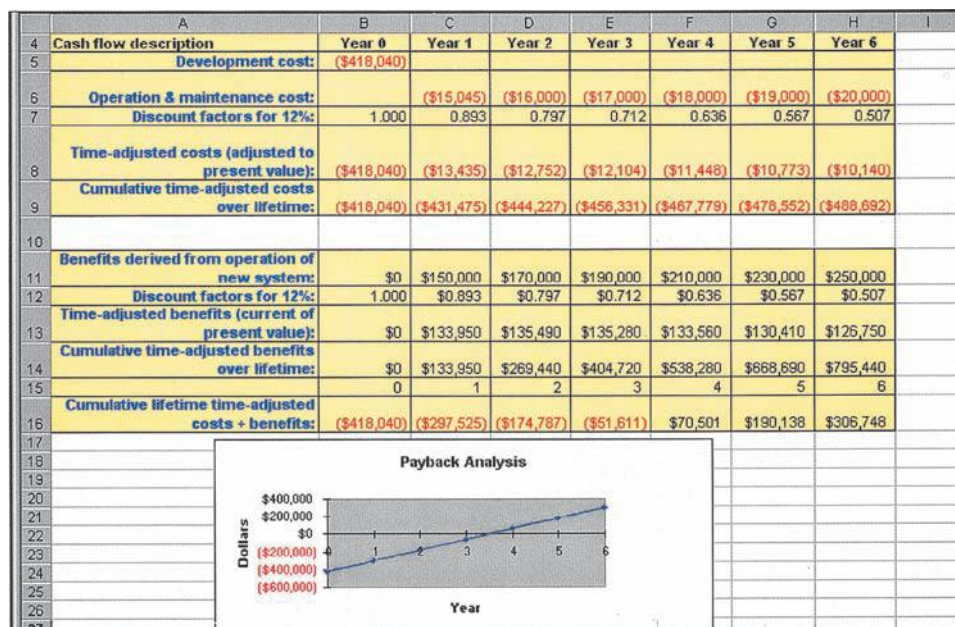 A B C D E F G H I
4 Cash flow description Year 0 Year 1 Year 2 Year 3 Year 4 Year 5 Year 6
5 Development cost: ($418,040)
6 Operation & maintenance cost: ($15,045) ($16,000) ($17,000) ($18,000) ($19,000) ($20,000)
7 Discount factors for 12%: 1.000 0.893 0.797 0.712 0.636 0.567 0.507
Time-adjusted costs (adjusted to
8 present value): ($418,040) ($13,435) ($12,752) ($12,104) ($11,448) ($10,773) ($10,140)
Cumulative time-adjusted costs
9 over lifetime: ($418,040) ($431,475) ($444,227) ($456,331) ($467,779) ($478,552) ($488,692)
10
Benefits derived from operation of
11 new system: $0 $150,000 $170,000 $190,000 $210,000 $230,000 $250,000
12 Discount factors for 12%: 1.000 $0.893 $0.797 $0.712 $0.636 $0.567 $0.507
Time-adjusted benefits (current of
13 present value): $0 $133,950 $135,490 $135,280 $133,560 $130,410 $126,750
Cumulative time-adjusted benefits
14 over lifetime: $0 $133,950 $269,440 $404,720 $538,280 $668,690 $795,440
15 0 1 2 3 4 5 6
Cumulative lifetime time-adjusted
16 costs + benefits: ($418,040) ($297,525) ($174,787) ($51,611) $70,501 $190,138 $306,748
17
18 Payback Analysis
19
20 $400,000
21 $200,000
22 $0
23 Dollars ($200,000) 0 1 2 3 4 5 6
24 ($400,000)
25 ($600,000)
26 Year
27